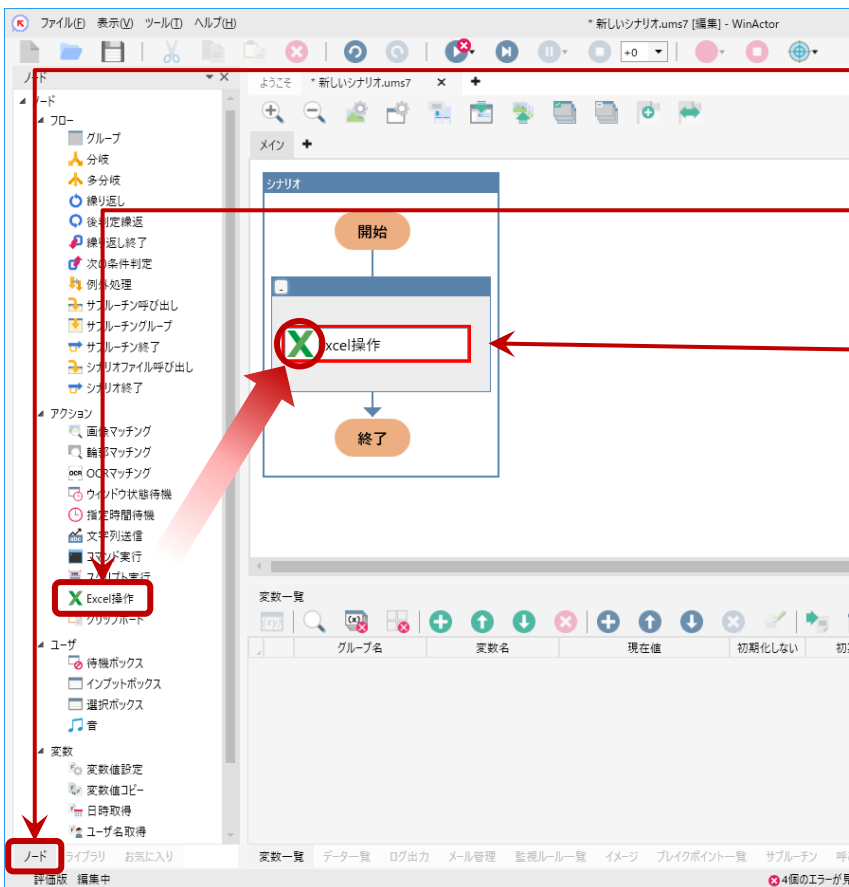 ファイル(F) 表示(V) ツール(T) ヘルプ(H)
* 新しいシナリオ.ums7 [編集] - WinActor
+0
ノード
ようこそ * 新しいシナリオ.ums7
ノード
フロー
グループ
分岐
多分岐
繰り返し
後判定繰返
繰り返し終了
次の条件判定
例外処理
サブルーチン呼び出し
サブルーチングループ
サブルーチン終了
シナリオファイル呼び出し
シナリオ終了
アクション
画像マッチング
輪郭マッチング
OCRマッチング
ウィンドウ状態待機
指定時間待機
文字列送信
コマンド実行
スクリプト実行
Excel操作
クリップボード
ユーザ
待機ボックス
インプットボックス
選択ボックス
音
変数
変数値設定
変数値コピー
日時取得
ユーザ名取得
ノード ライブラリ お気に入り
メイン
シナリオ
開始
Excel操作
終了
変数一覧
グループ名 変数名 現在値 初期化しない 初
変数一覧 データ一覧 ログ出力 メール管理 監視ルール一覧 イメージ ブレイクポイント一覧 サブルーチン 呼
評価版 編集中
4個のエラーが見